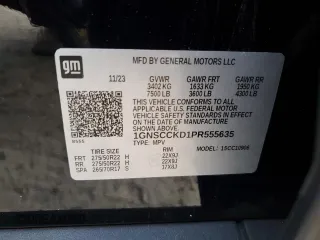 gm
MFD BY GENERAL MOTORS LLC
11/23 GVWR GAWR FRT GAWR RR
3402 KG 1633 KG 1950 KG
7500 LB 3600 LB 4300 LB
THIS VEHICLE CONFORMS TO ALL
APPLICABLE U.S. FEDERAL MOTOR
VEHICLE SAFETY STANDARDS IN
EFFECT ON THE DATE OF
MANUFACTURE SHOWN ABOVE.
1GNSCCKD1PR555635
TYPE: MPV
TIRE SIZE RIM
FRT 275/50R22 H 22X9J
RR 275/50R22 H 22X9J
SPA 265/70R17 S 17X8J